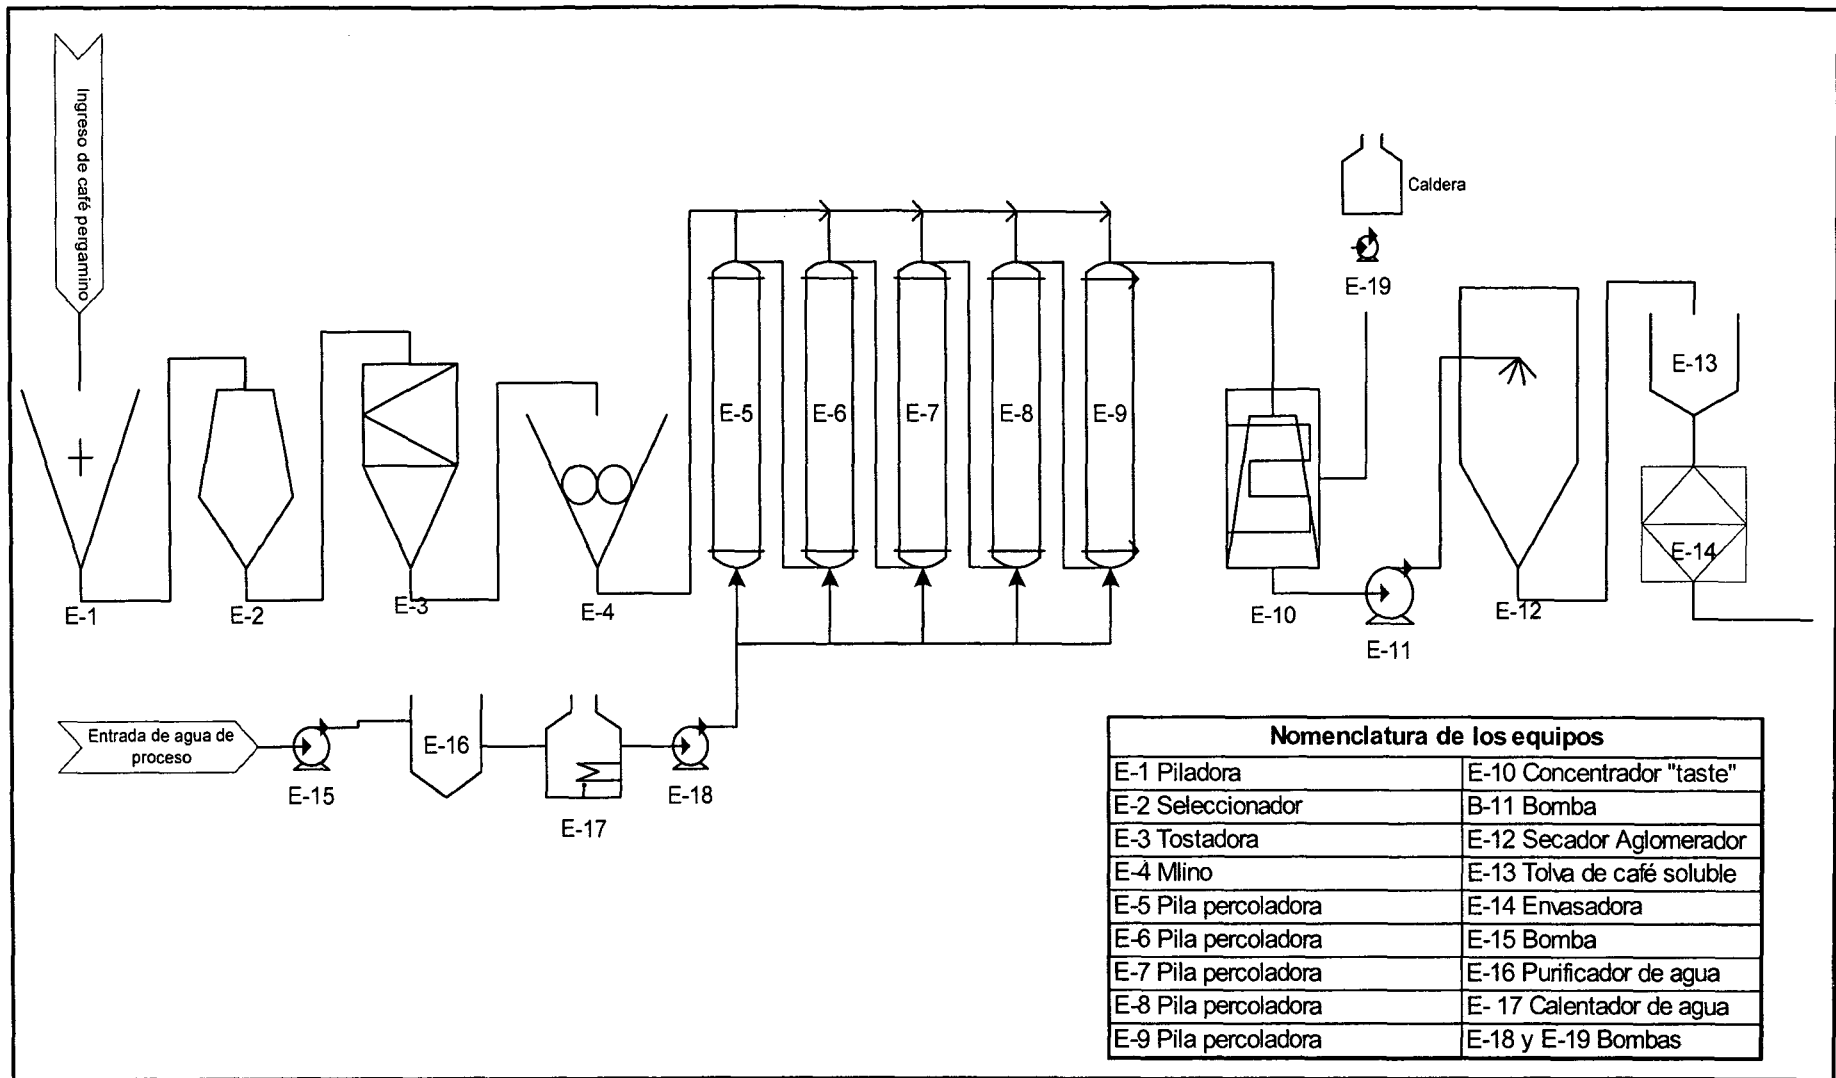 Ingreso de café pergamino
Caldera
E-19
E-5
E-6
E-7
E-8
E-9
E-13
E-14
E-1
E-2
E-3
E-4
E-10
E-11
E-12
Entrada de agua de
proceso
E-15
E-16
E-17
E-18
Nomenclatura de los equipos
E-1 Piladora
E-10 Concentrador "taste"
E-2 Seleccionador
B-11 Bomba
E-3 Tostadora
E-12 Secador Aglomerador
E-4 Mlino
E-13 Tolva de café soluble
E-5 Pila percoladora
E-14 Envasadora
E-6 Pila percoladora
E-15 Bomba
E-7 Pila percoladora
E-16 Purificador de agua
E-8 Pila percoladora
E- 17 Calentador de agua
E-9 Pila percoladora
E-18 y E-19 Bombas